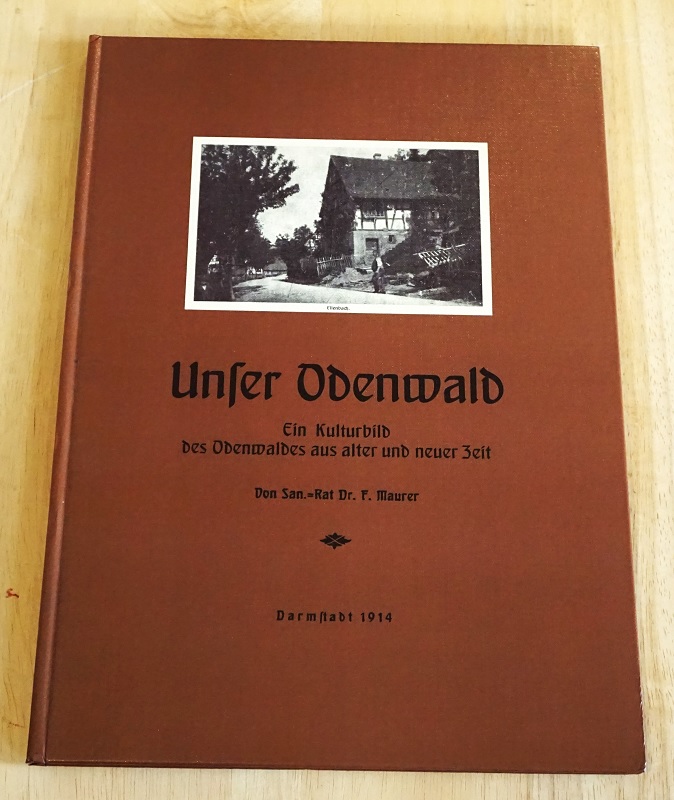 Unſer Odenwald
Ein Kulturbild
des Odenwaldes aus alter und neuer Zeit
Von San.=Rat Dr. F. Maurer
Darmſtadt 1914